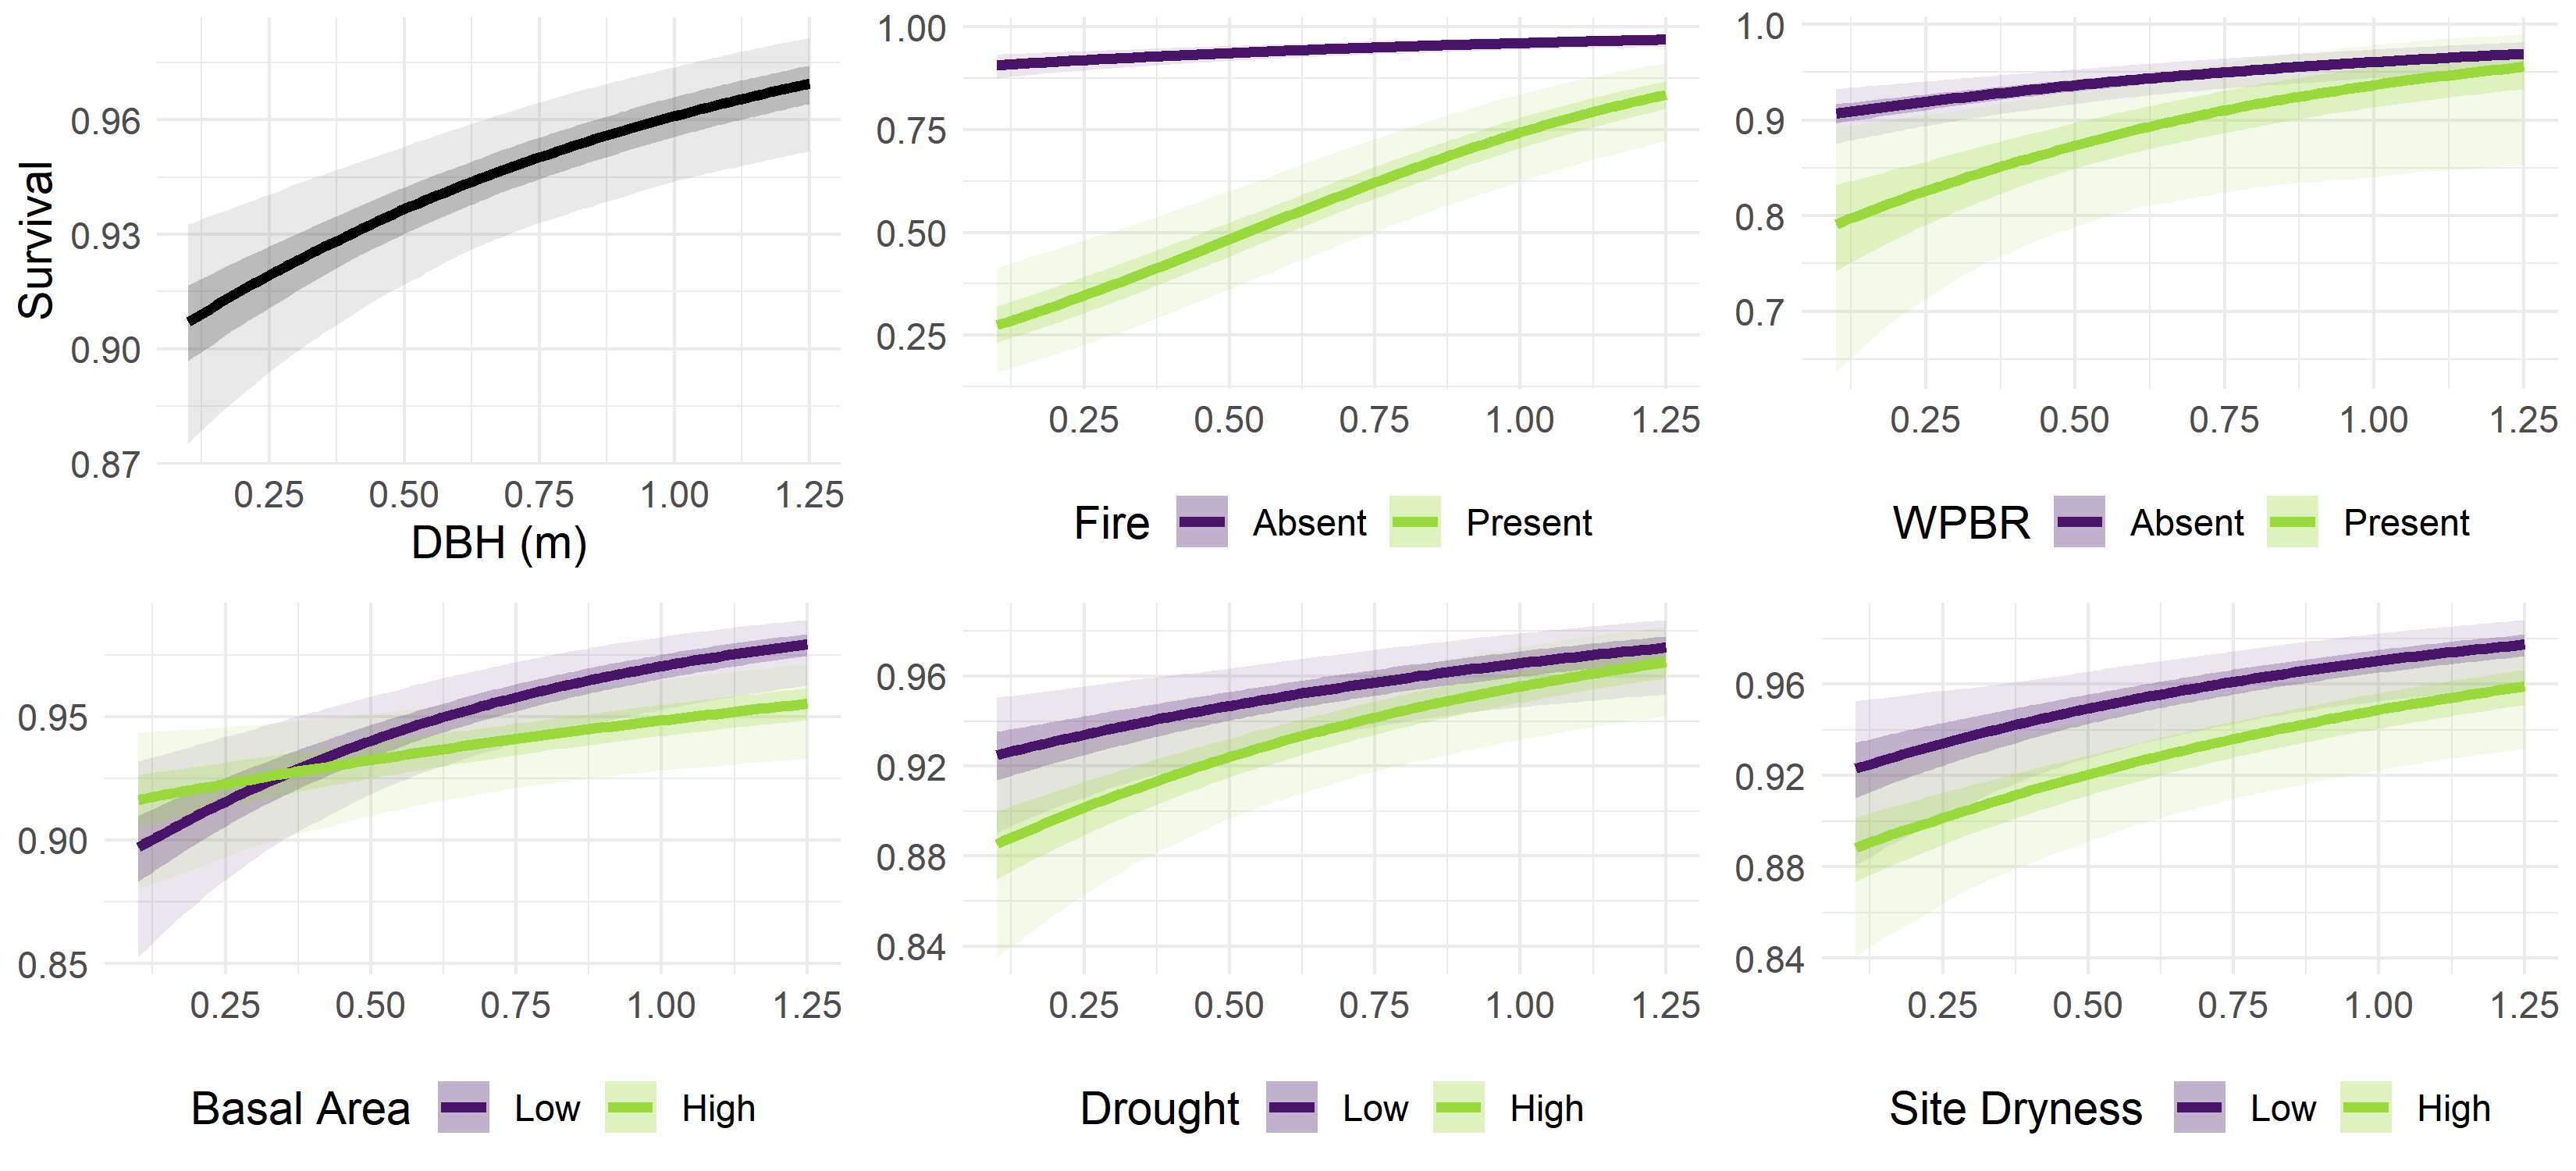 Survival
0.96
0.93
0.90
0.87
0.25 0.50 0.75 1.00 1.25
DBH (m)
1.00
0.75
0.50
0.25
0.25 0.50 0.75 1.00 1.25
Fire Absent Present
1.0
0.9
0.8
0.7
0.25 0.50 0.75 1.00 1.25
WPBR Absent Present
0.95
0.90
0.85
0.25 0.50 0.75 1.00 1.25
Basal Area Low High
0.96
0.92
0.88
0.84
0.25 0.50 0.75 1.00 1.25
Drought Low High
0.96
0.92
0.88
0.84
0.25 0.50 0.75 1.00 1.25
Site Dryness Low High